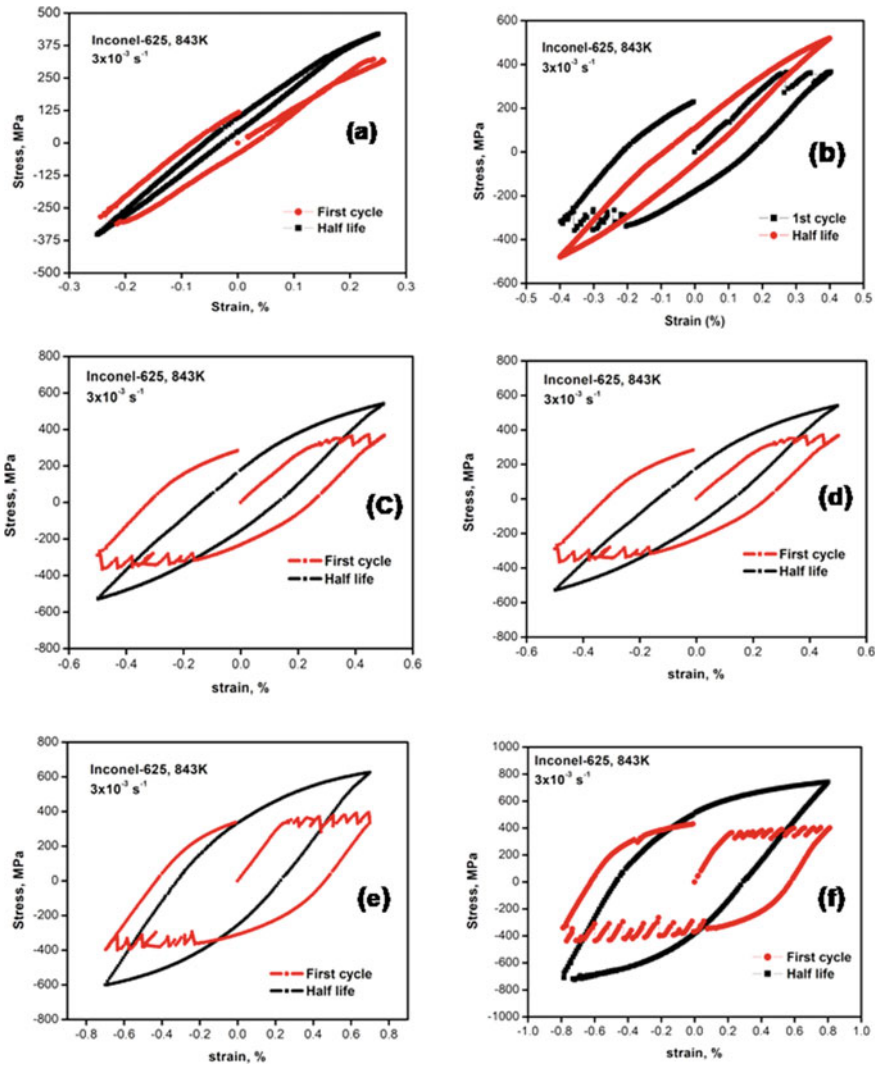 500
375
250
125
0
-125
-250
-375
500
Stress, MPa
Inconel-625, 843K
3x10⁻³ s⁻¹
(a)
First cycle
Half life
-0.3 -0.2 -0.1 0.0 0.1 0.2 0.3
Strain, %
600
400
200
0
-200
-400
-600
Stress, MPa
Inconel-625, 843K
3x10⁻³ s⁻¹
(b)
1st cycle
Half life
-0.5 -0.4 -0.3 -0.2 -0.1 0.0 0.1 0.2 0.3 0.4 0.5
Strain (%)
800
600
400
200
0
-200
-400
-600
-800
Stress, MPa
Inconel-625, 843K
3x10⁻³ s⁻¹
(C)
First cycle
Half life
-0.6 -0.4 -0.2 0.0 0.2 0.4 0.6
strain, %
800
600
400
200
0
-200
-400
-600
-800
Stress, MPa
Inconel-625, 843K
3x10⁻³ s⁻¹
(d)
First cycle
Half life
-0.6 -0.4 -0.2 0.0 0.2 0.4 0.6
strain, %
800
600
400
200
0
-200
-400
-600
-800
Stress, MPa
Inconel-625, 843K
3x10⁻³ s⁻¹
(e)
First cycle
Half life
-0.8 -0.6 -0.4 -0.2 0.0 0.2 0.4 0.6 0.8
strain, %
1000
800
600
400
200
0
-200
-400
-600
-800
-1000
Stress, MPa
Inconel-625, 843K
3x10⁻³ s⁻¹
(f)
First cycle
Half life
-1.0 -0.8 -0.6 -0.4 -0.2 0.0 0.2 0.4 0.6 0.8 1.0
strain, %